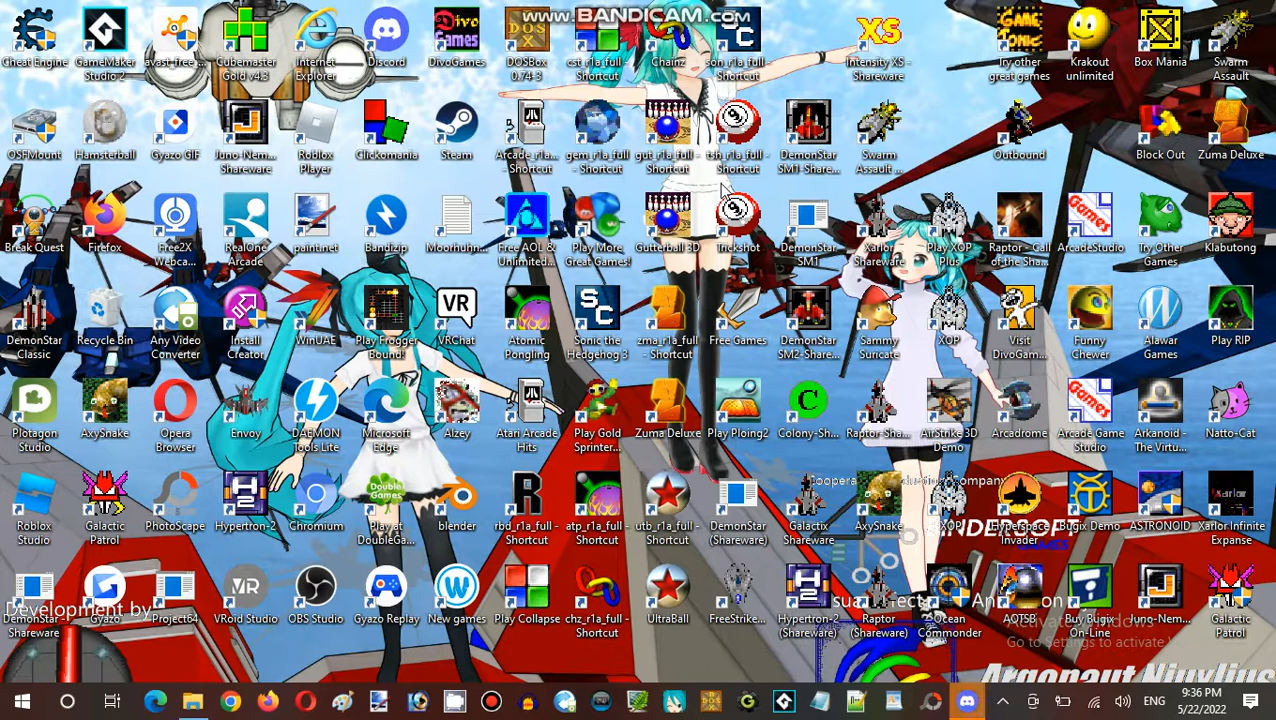 www.BANDICAM.com
Cheat Engine
GameMaker
Studio 2
avast_free_...
Cubemaster
Gold v4.3
Internet
Explorer
Discord
DivoGames
DOSBox
0.74-3
cst_r1a_full -
Shortcut
Chainz
son_r1a_full -
Shortcut
Intensity XS -
Shareware
Try other
great games
Krakout
unlimited
Box Mania
Swarm
Assault
OSFMount
Hamsterball
Gyazo GIF
Juno-Nem...
Shareware
Roblox
Player
Clickomania
Steam
Arcade_r1a...
- Shortcut
gem_r1a_full
- Shortcut
gut_r1a_full -
Shortcut
tsh_r1a_full -
Shortcut
DemonStar
SM1-Share...
Swarm
Assault ...
Outbound
Block Out
Zuma Deluxe
Break Quest
Firefox
Free2X
Webca...
RealOne
Arcade
paint.net
Bandizip
Moorhuhn...
Free AOL &
Unlimited...
Play More
Great Games!
Gutterball 3D
Trickshot
DemonStar
SM1
Xarlor
Shareware
Play XOP
Plus
Raptor - Call
of the Sha...
ArcadeStudio
Try Other
Games
Klabutong
DemonStar
Classic
Recycle Bin
Any Video
Converter
Install
Creator
WinUAE
Play Frogger
Bound!
VRChat
Atomic
Pongling
Sonic the
Hedgehog 3
zma_r1a_full
- Shortcut
Free Games
DemonStar
SM2-Share...
Sammy
Suricate
XOP
Visit
DivoGam...
Funny
Chewer
Alawar
Games
Play RIP
Plotagon
Studio
AxySnake
Opera
Browser
Envoy
DAEMON
Tools Lite
Microsoft
Edge
Alzey
Atari Arcade
Hits
Play Gold
Sprinter...
Zuma Deluxe
Play Ploing2
Colony-Sh...
Raptor-Sha...
AirStrike 3D
Demo
Arcadrome
Arcade Game
Studio
Arkanoid -
The Virtu...
Natto-Cat
Roblox
Studio
Galactic
Patrol
PhotoScape
Hypertron-2
Chromium
Play at
DoubleGa...
blender
rbd_r1a_full -
Shortcut
atp_r1a_full -
Shortcut
utb_r1a_full -
Shortcut
DemonStar
(Shareware)
Galactix
Shareware
AxySnake
XOP
Hyperspace
Invader
Bugix Demo
ASTRONOID
Xarlor Infinite
Expanse
DemonStar -
Shareware
Gyazo
Project64
VRoid Studio
OBS Studio
Gyazo Replay
New games
Play Collapse
chz_r1a_full -
Shortcut
UltraBall
FreeStrike...
Hypertron-2
(Shareware)
Raptor
(Shareware)
Ocean
Commonder
AOTSB
Buy Bugix
On-Line
Juno-Nem...
Galactic
Patrol
Development by
Activate Windows
Go to Settings to activate
ENG
9:36 PM
5/22/2022